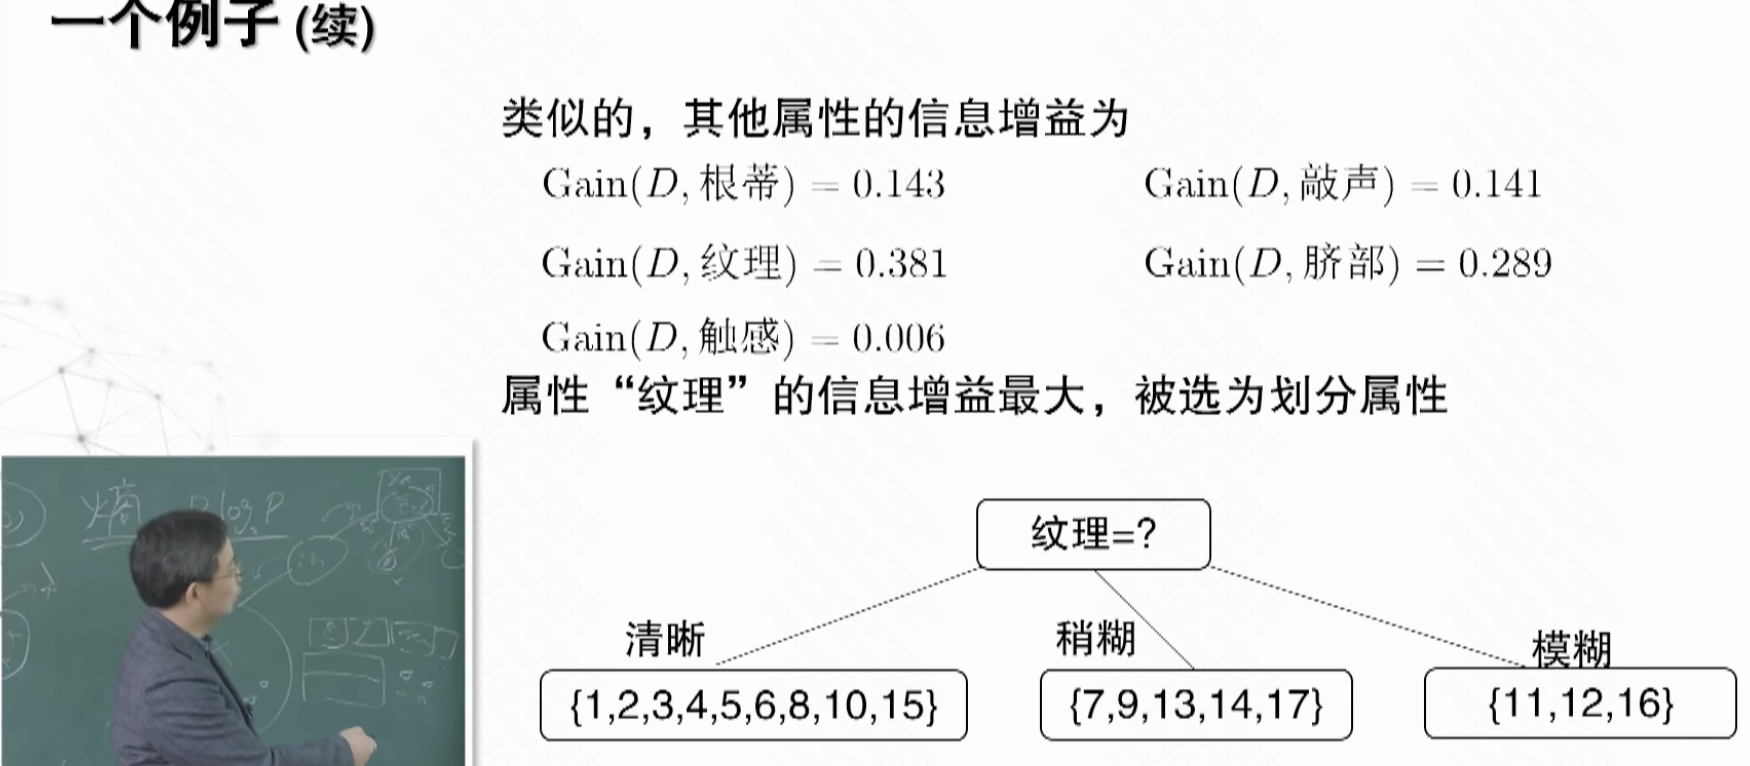 一个例子 (续)
类似的，其他属性的信息增益为
Gain(D, 根蒂) = 0.143
Gain(D, 敲声) = 0.141
Gain(D, 纹理) = 0.381
Gain(D, 脐部) = 0.289
Gain(D, 触感) = 0.006
属性“纹理”的信息增益最大，被选为划分属性
纹理=?
清晰
稍糊
模糊
{1,2,3,4,5,6,8,10,15}
{7,9,13,14,17}
{11,12,16}
熵
log₂P